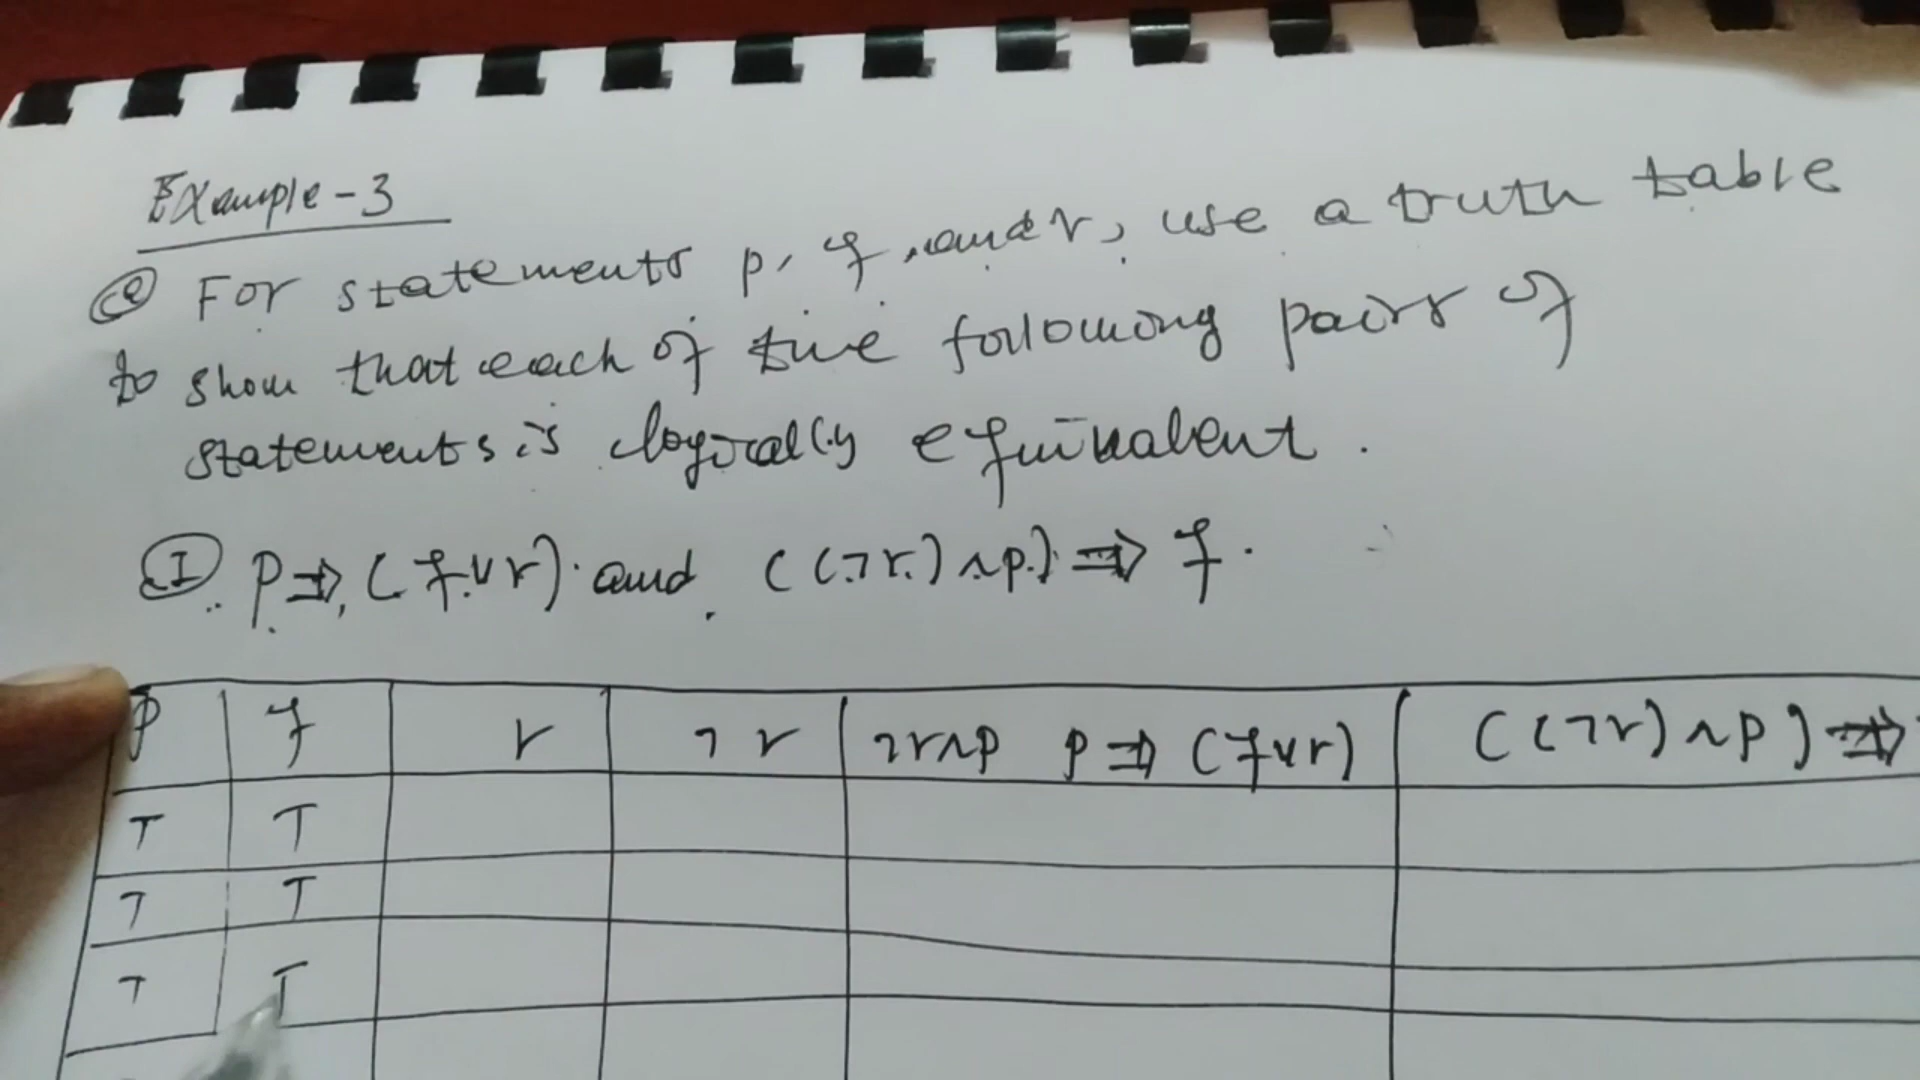 Example-3
@ For statements p, q, and r, use a truth table
to show that each of the following pairs of
statements is logically equivalent.
I p ⇒ (q ∨ r) and ((¬r) ∧ p) ⇒ q.
p q r ¬r ¬r∧p p ⇒ (q∨r) ((¬r) ∧ p) ⇒
T T
T T
T T